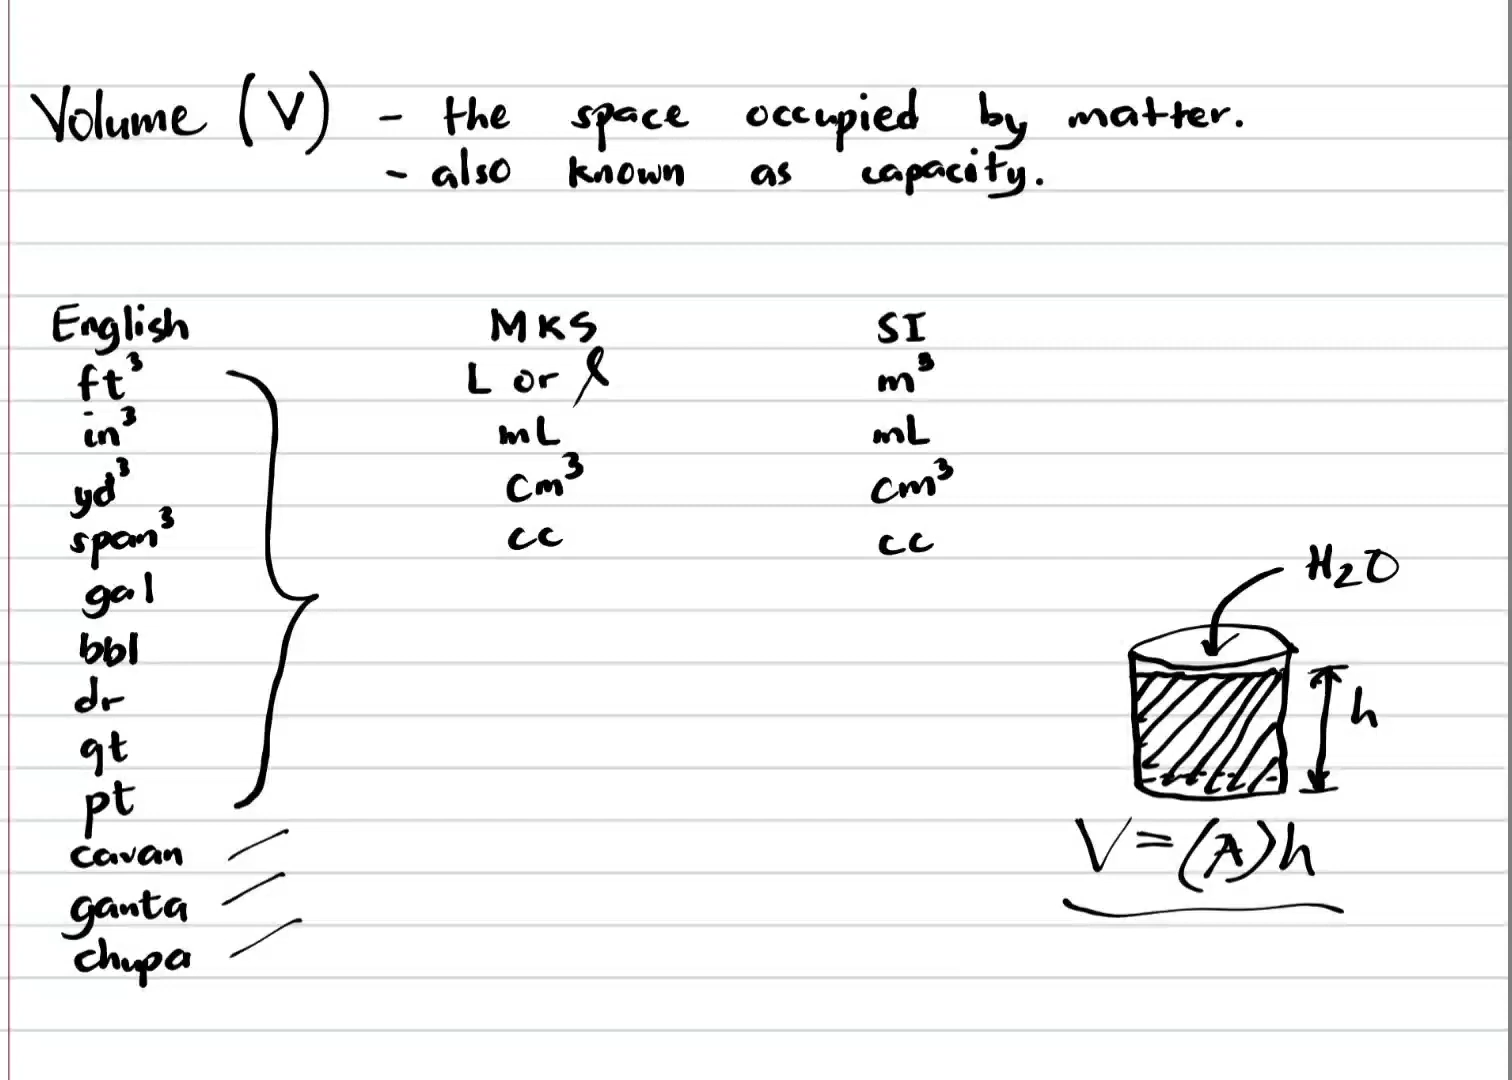 Volume (V) - the space occupied by matter.
- also known as capacity.
English MKS SI
ft³ L or ℓ m³
in³ mL mL
yd³ cm³ cm³
span³ cc cc
gal
bbl
dr
qt
pt
cavan
ganta
chupa
H₂O
h
V = (A)h